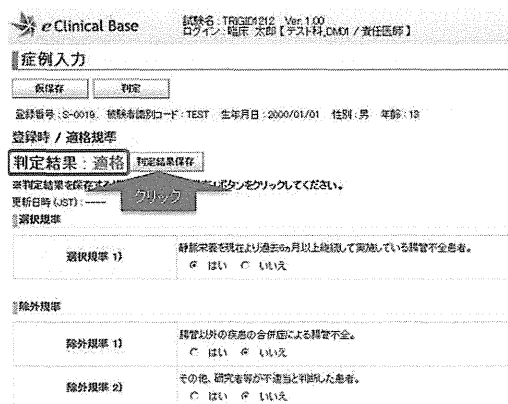 e Clinical Base
試験名 : TRIGID1212 Ver.1.00
ログイン : 臨床 太郎【 テスト科_DM01 / 責任医師 】
症例入力
仮保存 判定
登録番号 : S-0019 被験者識別コード : TEST 生年月日 : 2000/01/01 性別 : 男 年齢 : 13
登録時 / 適格規準
判定結果 : 適格 判定結果保存
※判定結果を保存する ボタンをクリックしてください。
クリック
更新日時 (JST) : ----
選択規準
選択規準 1) 静脈栄養を現在より過去6ヵ月以上継続して実施している腸管不全患者。
はい いいえ
除外規準
除外規準 1) 腸管以外の疾患の合併症による腸管不全。
はい いいえ
除外規準 2) その他、研究者等が不適当と判断した患者。
はい いいえ